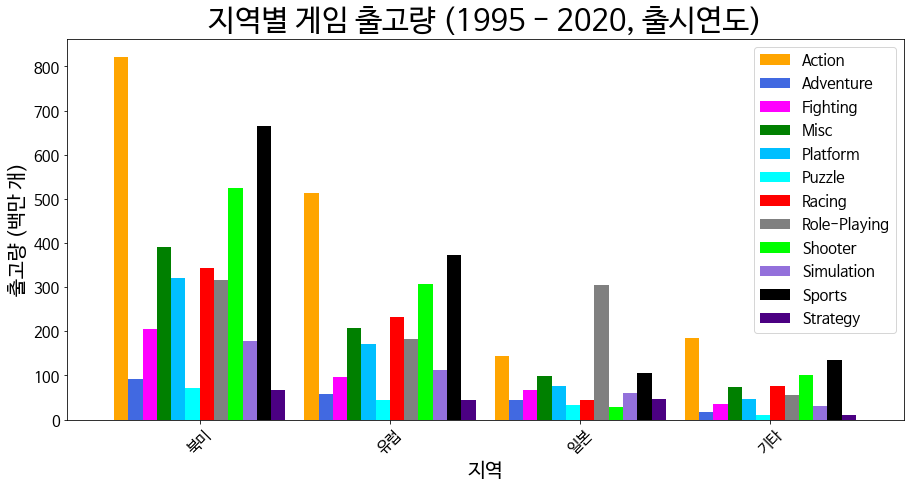 지역별 게임 출고량 (1995 - 2020, 출시연도)
출고량 (백만 개)
800
700
600
500
400
300
200
100
0
Action
Adventure
Fighting
Misc
Platform
Puzzle
Racing
Role-Playing
Shooter
Simulation
Sports
Strategy
북미
유럽
일본
기타
지역